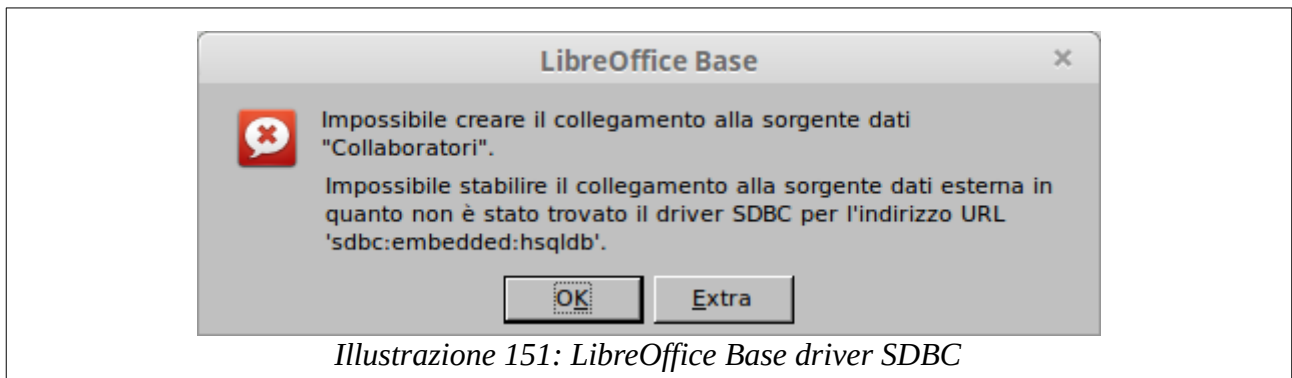 LibreOffice Base
Impossibile creare il collegamento alla sorgente dati
"Collaboratori".
Impossibile stabilire il collegamento alla sorgente dati esterna in
quanto non è stato trovato il driver SDBC per l'indirizzo URL
'sdbc:embedded:hsqldb'.
OK
Extra
Illustrazione 151: LibreOffice Base driver SDBC